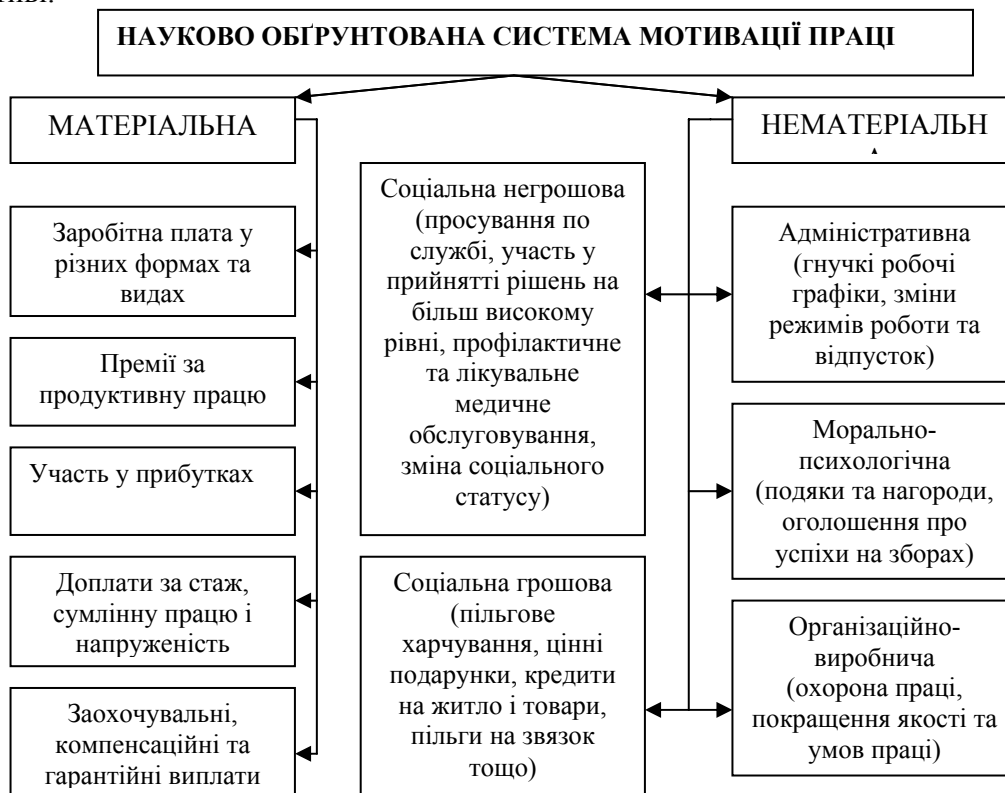 НАУКОВО ОБҐРУНТОВАНА СИСТЕМА МОТИВАЦІЇ ПРАЦІ
МАТЕРІАЛЬНА
НЕМАТЕРІАЛЬН
Заробітна плата у
різних формах та
видах
Премії за
продуктивну працю
Участь у прибутках
Доплати за стаж,
сумлінну працю і
напруженість
Заохочувальні,
компенсаційні та
гарантійні виплати
Соціальна негрошова
(просування по
службі, участь у
прийнятті рішень на
більш високому
рівні, профілактичне
та лікувальне
медичне
обслуговування,
зміна соціального
статусу)
Соціальна грошова
(пільгове
харчування, цінні
подарунки, кредити
на житло і товари,
пільги на звязок
тощо)
Адміністративна
(гнучкі робочі
графіки, зміни
режимів роботи та
відпусток)
Морально-
психологічна
(подяки та нагороди,
оголошення про
успіхи на зборах)
Організаційно-
виробнича
(охорона праці,
покращення якості та
умов праці)